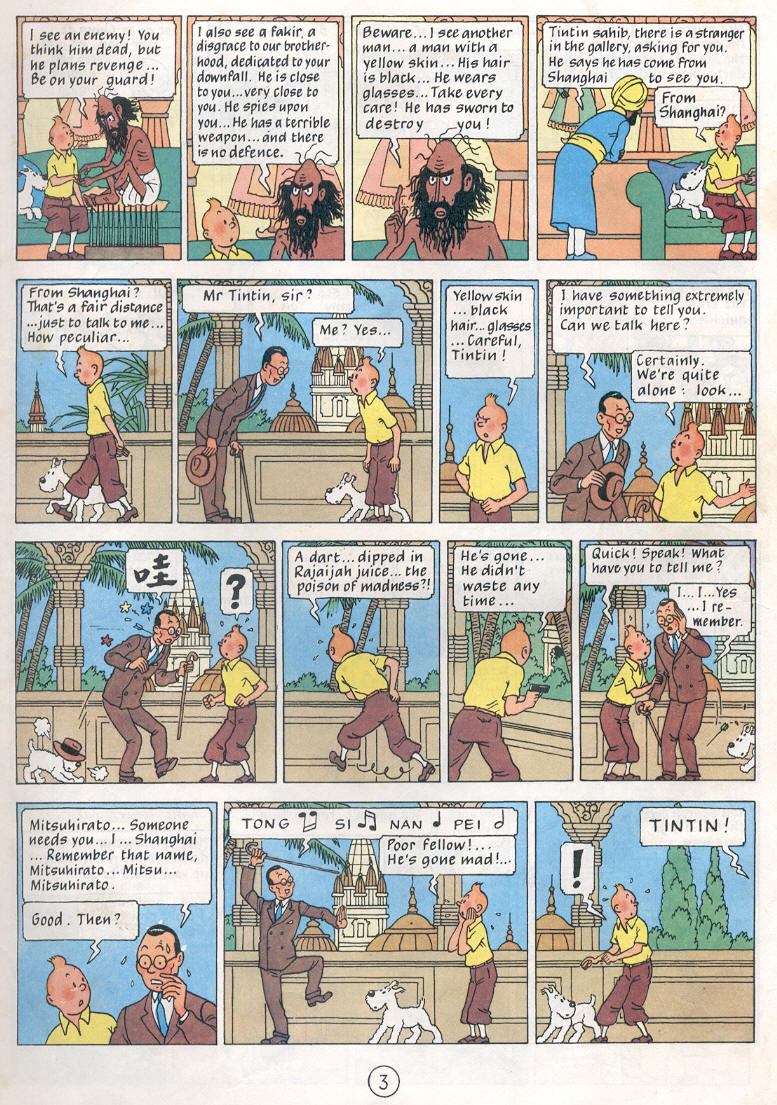 I see an enemy! You
think him dead, but
he plans revenge...
Be on your guard!
I also see a fakir, a
disgrace to our brother-
hood, dedicated to your
downfall. He is close
to you...very close to
you. He spies upon
you... He has a terrible
weapon... and there
is no defence.
Beware... I see another
man... a man with a
yellow skin... His hair
is black... He wears
glasses... Take every
care! He has sworn to
destroy you!
Tintin sahib, there is a stranger
in the gallery, asking for you.
He says he has come from
Shanghai to see you.
From
Shanghai?
From Shanghai?
That's a fair distance
...just to talk to me...
How peculiar...
Mr Tintin, sir?
Me? Yes...
Yellow skin
... black
hair...glasses
... Careful,
Tintin!
I have something extremely
important to tell you.
Can we talk here?
Certainly.
We're quite
alone: look...
哇
?
A dart... dipped in
Rajaijah juice... the
poison of madness?!
He's gone...
He didn't
waste any
time...
Quick! Speak! What
have you to tell me?
I... I...Yes
...I re-
member.
Mitsuhirato... Someone
needs you... I... Shanghai
... Remember that name,
Mitsuhirato... Mitsu...
Mitsuhirato.
Good. Then?
TONG SI NAN PEI
Poor fellow!...
He's gone mad!...
!
TINTIN!
3